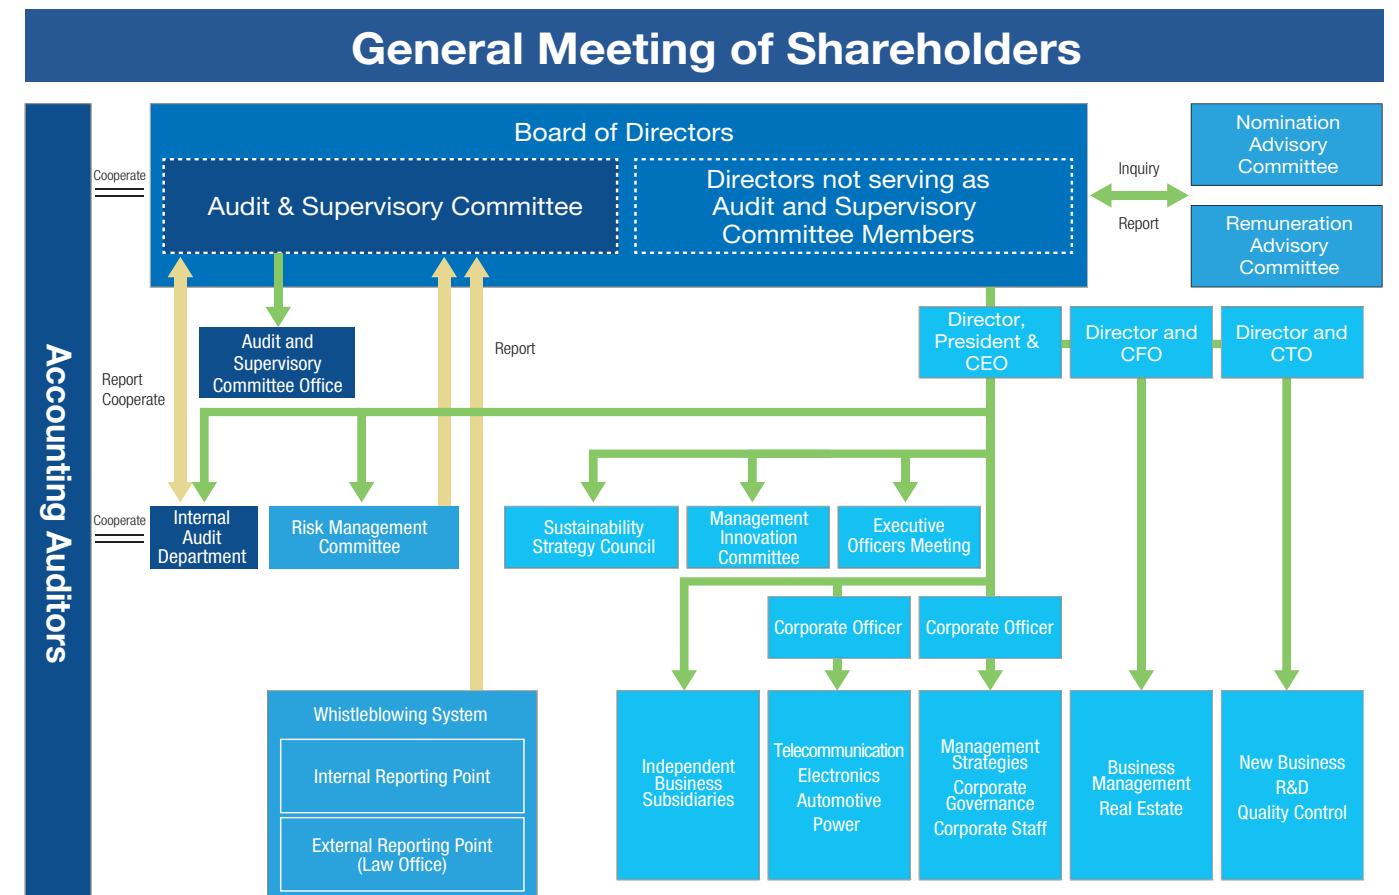 General Meeting of Shareholders
Accounting Auditors
Cooperate
Board of Directors
Audit & Supervisory Committee
Directors not serving as
Audit and Supervisory
Committee Members
Inquiry
Report
Nomination
Advisory
Committee
Remuneration
Advisory
Committee
Audit and
Supervisory
Committee Office
Report
Report
Cooperate
Director,
President &
CEO
Director and
CFO
Director and
CTO
Cooperate
Internal
Audit
Department
Risk Management
Committee
Sustainability
Strategy Council
Management
Innovation
Committee
Executive
Officers Meeting
Corporate Officer
Corporate Officer
Whistleblowing System
Internal Reporting Point
External Reporting Point
(Law Office)
Independent
Business
Subsidiaries
Telecommunication
Electronics
Automotive
Power
Management
Strategies
Corporate
Governance
Corporate Staff
Business
Management
Real Estate
New Business
R&D
Quality Control